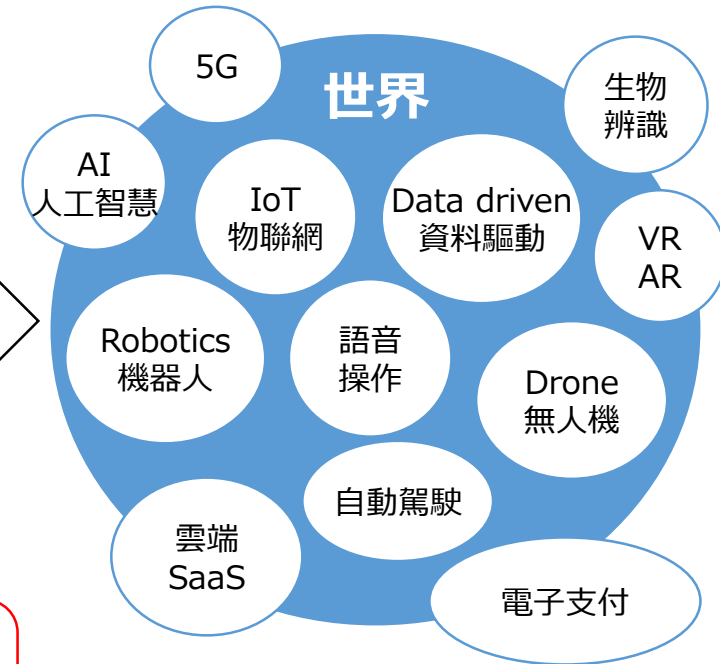 5G
世界
生物
辨識
AI
人工智慧
IoT
物聯網
Data driven
資料驅動
VR
AR
Robotics
機器人
語音
操作
Drone
無人機
自動駕駛
雲端
SaaS
電子支付